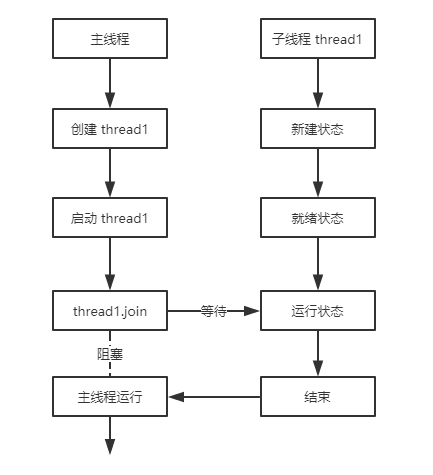 主线程
子线程 thread1
创建 thread1
新建状态
启动 thread1
就绪状态
thread1.join
等待
运行状态
阻塞
主线程运行
结束